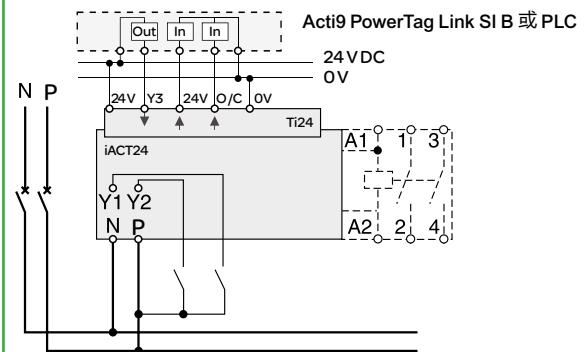 Acti9 PowerTag Link SI B 或 PLC
Out In In
24VDC
0V
N P
24V Y3 24V O/C 0V
Ti24
iACT24
A1 1 3
Y1 Y2
N P
A2 2 4